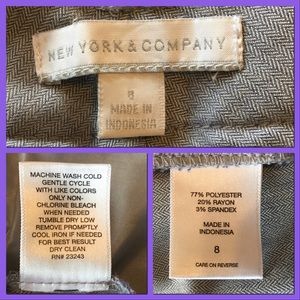 NEW YORK & COMPANY
8
MADE IN
INDONESIA
MACHINE WASH COLD
GENTLE CYCLE
WITH LIKE COLORS
ONLY NON-
CHLORINE BLEACH
WHEN NEEDED
TUMBLE DRY LOW
REMOVE PROMPTLY
COOL IRON IF NEEDED
FOR BEST RESULT
DRY CLEAN
RN# 23243
77% POLYESTER
20% RAYON
3% SPANDEX
MADE IN
INDONESIA
8
CARE ON REVERSE